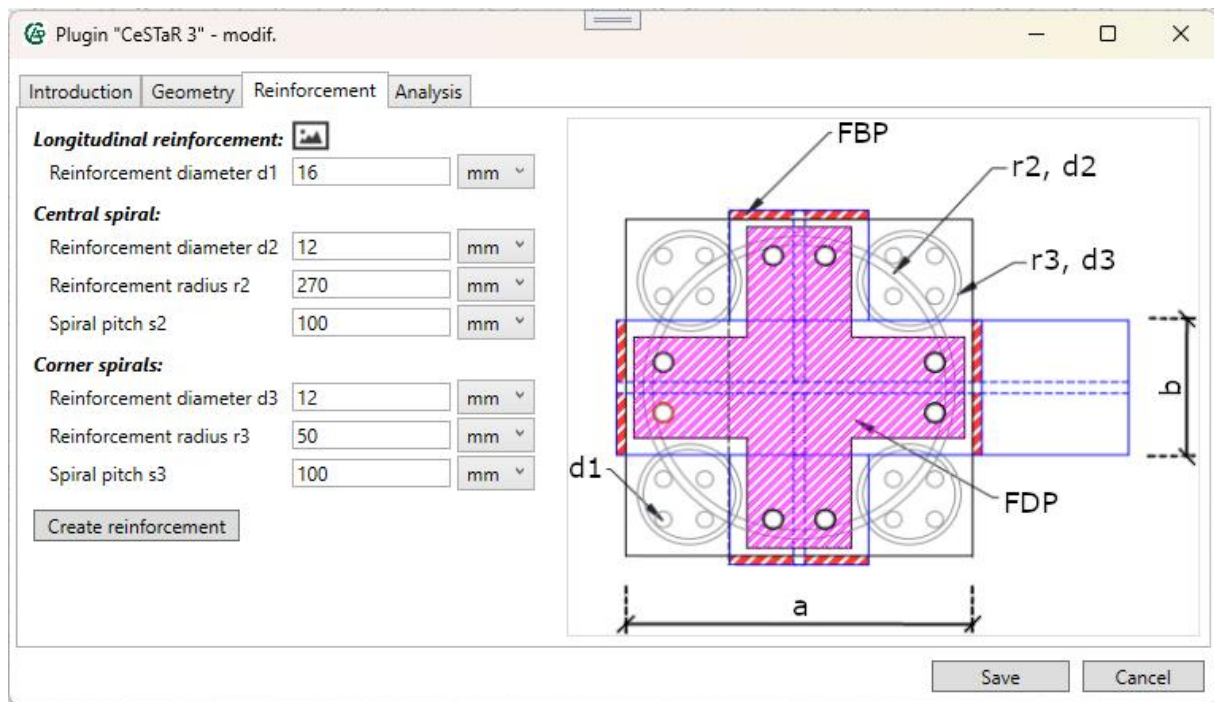 Plugin "CeSTaR 3" - modif.
Introduction Geometry Reinforcement Analysis
Longitudinal reinforcement:
Reinforcement diameter d1 16 mm
Central spiral:
Reinforcement diameter d2 12 mm
Reinforcement radius r2 270 mm
Spiral pitch s2 100 mm
Corner spirals:
Reinforcement diameter d3 12 mm
Reinforcement radius r3 50 mm
Spiral pitch s3 100 mm
Create reinforcement
FBP
r2, d2
r3, d3
b
d1
FDP
a
Save Cancel